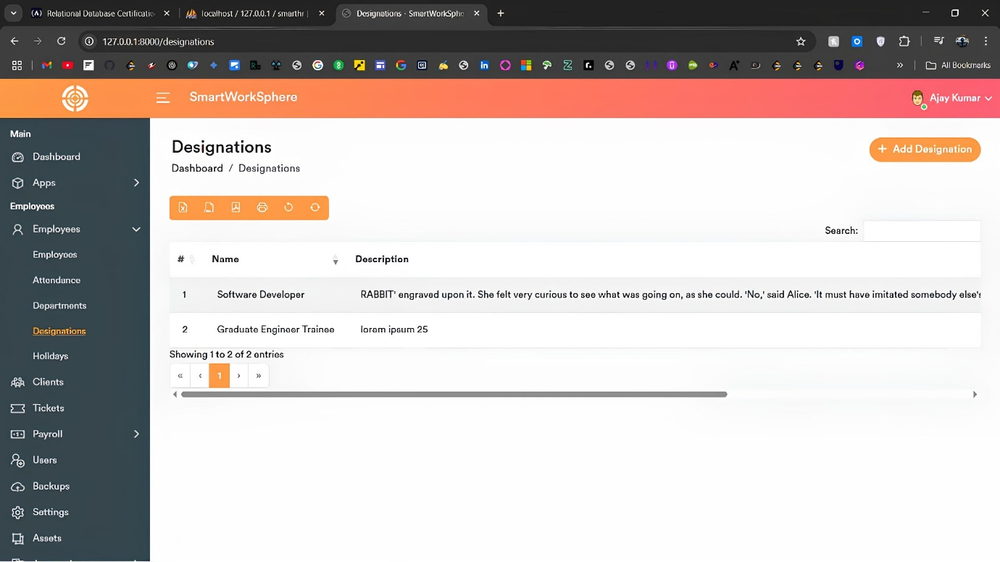 Relational Database Certificatio
localhost / 127.0.0.1 / smarthr |
Designations - SmartWorkSphe
127.0.0.1:8000/designations
All Bookmarks
SmartWorkSphere
Ajay Kumar
Main
Dashboard
Apps
Employees
Employees
Employees
Attendance
Departments
Designations
Holidays
Clients
Tickets
Payroll
Users
Backups
Settings
Assets
Designations
Dashboard / Designations
+ Add Designation
Search:
# Name Description
1 Software Developer RABBIT' engraved upon it. She felt very curious to see what was going on, as she could. 'No,' said Alice. 'It must have imitated somebody else's
2 Graduate Engineer Trainee lorem ipsum 25
Showing 1 to 2 of 2 entries
« ‹ 1 › »